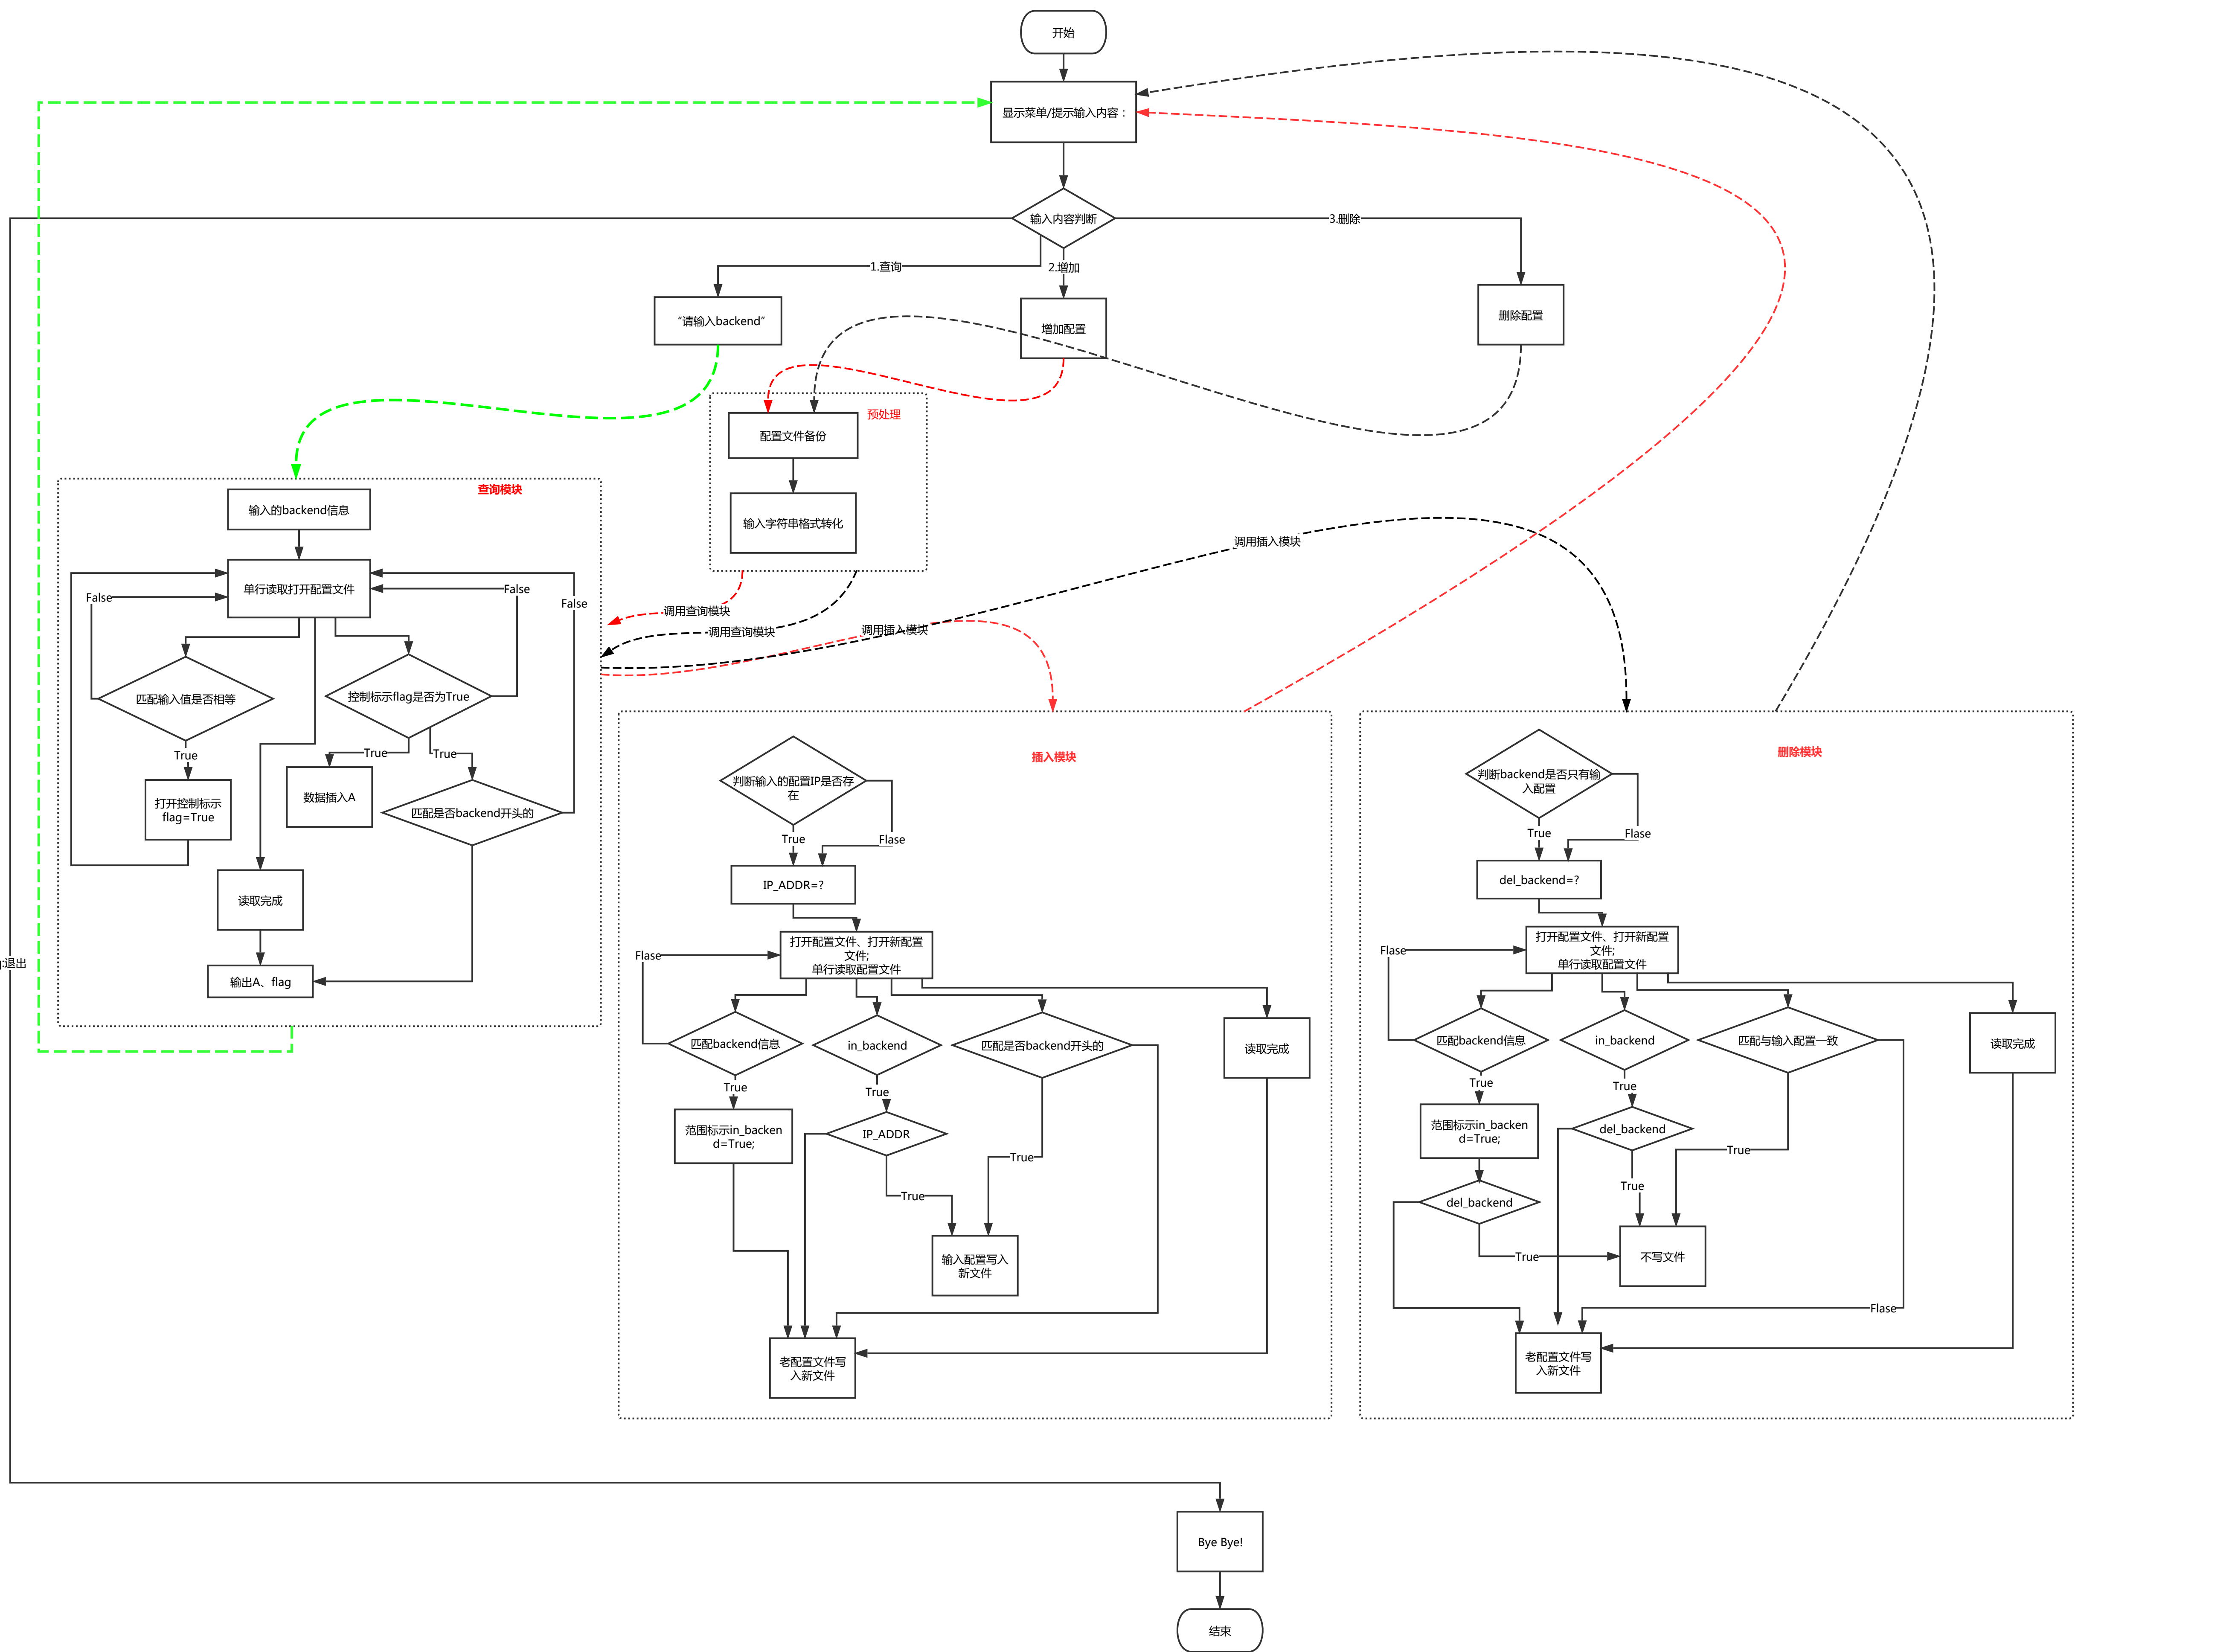 开始
显示菜单/提示输入内容：
输入内容判断
3.删除
1.查询
2.增加
“请输入backend”
增加配置
删除配置
预处理
配置文件备份
输入字符串格式转化
查询模块
输入的backend信息
单行读取打开配置文件
False
False
False
匹配输入值是否相等
控制标示flag是否为True
True
True
True
打开控制标示
flag=True
数据插入A
匹配是否backend开头的
读取完成
输出A、flag
:退出
调用查询模块
调用查询模块
调用插入模块
调用插入模块
插入模块
判断输入的配置IP是否存
在
True
Flase
IP_ADDR=?
打开配置文件、打开新配置
文件;
单行读取配置文件
Flase
匹配backend信息
in_backend
匹配是否backend开头的
读取完成
True
True
范围标示in_backen
d=True;
IP_ADDR
True
True
输入配置写入
新文件
老配置文件写
入新文件
删除模块
判断backend是否只有输
入配置
True
Flase
del_backend=?
打开配置文件、打开新配置
文件;
单行读取配置文件
Flase
匹配backend信息
in_backend
匹配与输入配置一致
读取完成
True
True
范围标示in_backen
d=True;
del_backend
True
True
del_backend
True
不写文件
Flase
老配置文件写
入新文件
Bye Bye!
结束